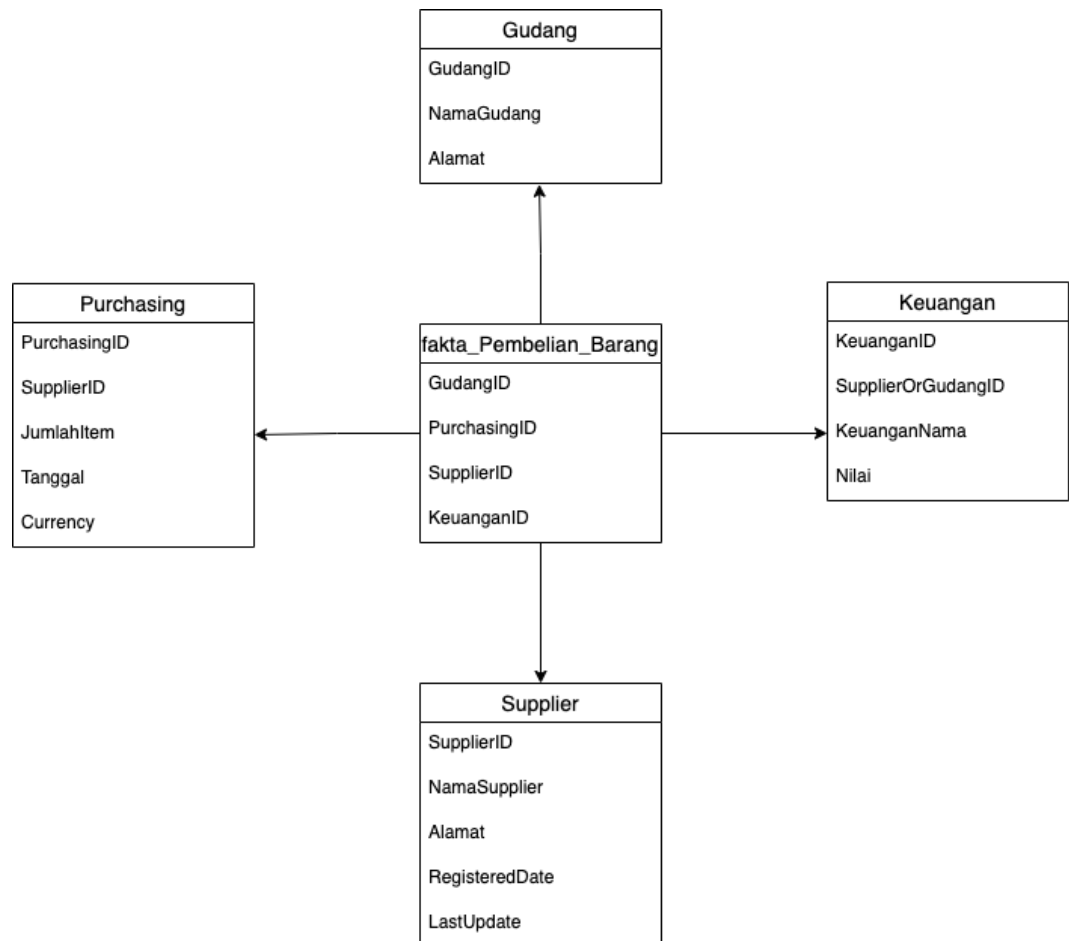 Gudang
GudangID
NamaGudang
Alamat
Purchasing
PurchasingID
SupplierID
JumlahItem
Tanggal
Currency
fakta_Pembelian_Barang
GudangID
PurchasingID
SupplierID
KeuanganID
Keuangan
KeuanganID
SupplierOrGudangID
KeuanganNama
Nilai
Supplier
SupplierID
NamaSupplier
Alamat
RegisteredDate
LastUpdate